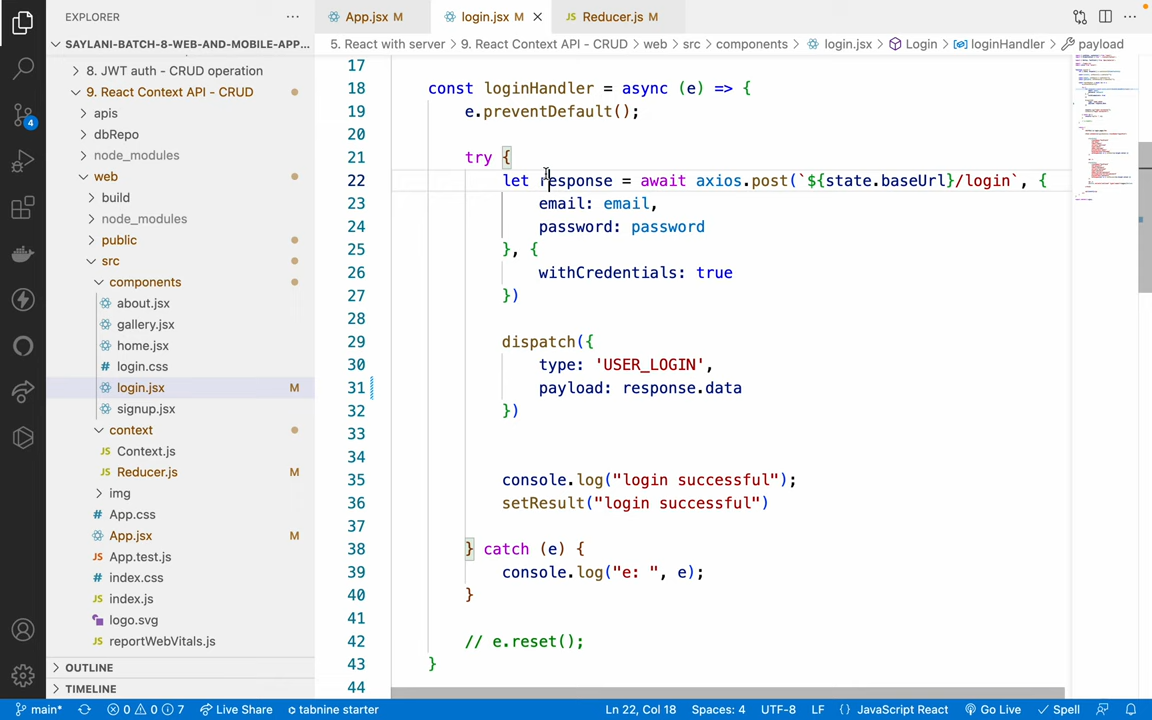 EXPLORER
SAYLANI-BATCH-8-WEB-AND-MOBILE-APP...
8. JWT auth - CRUD operation
9. React Context API - CRUD
apis
dbRepo
node_modules
web
build
node_modules
public
src
components
about.jsx
gallery.jsx
home.jsx
login.css
login.jsx M
signup.jsx
context
Context.js
Reducer.js M
img
App.css
App.jsx M
App.test.js
index.css
index.js
logo.svg
reportWebVitals.js
OUTLINE
TIMELINE
4
App.jsx M login.jsx M Reducer.js M
5. React with server > 9. React Context API - CRUD > web > src > components > login.jsx > Login > loginHandler > payload
17
18 const loginHandler = async (e) => {
19 e.preventDefault();
20
21 try {
22 let response = await axios.post(`${state.baseUrl}/login`, {
23 email: email,
24 password: password
25 }, {
26 withCredentials: true
27 })
28
29 dispatch({
30 type: 'USER_LOGIN',
31 payload: response.data
32 })
33
34
35 console.log("login successful");
36 setResult("login successful")
37
38 } catch (e) {
39 console.log("e: ", e);
40 }
41
42 // e.reset();
43 }
44
main* 0 0 7 Live Share tabnine starter Ln 22, Col 18 Spaces: 4 UTF-8 LF {} JavaScript React Go Live Spell